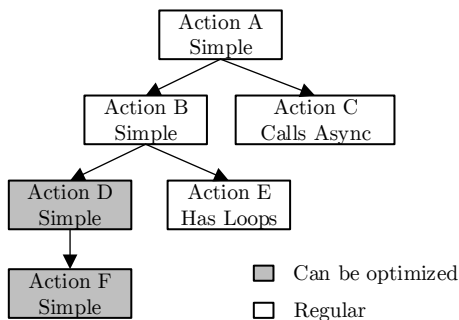 Action A
Simple
Action B
Simple
Action C
Calls Async
Action D
Simple
Action E
Has Loops
Action F
Simple
Can be optimized
Regular